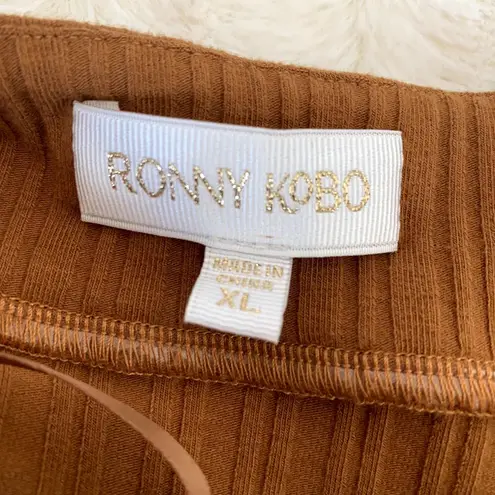 RONNY KOBO
MADE IN
CHINA
XL